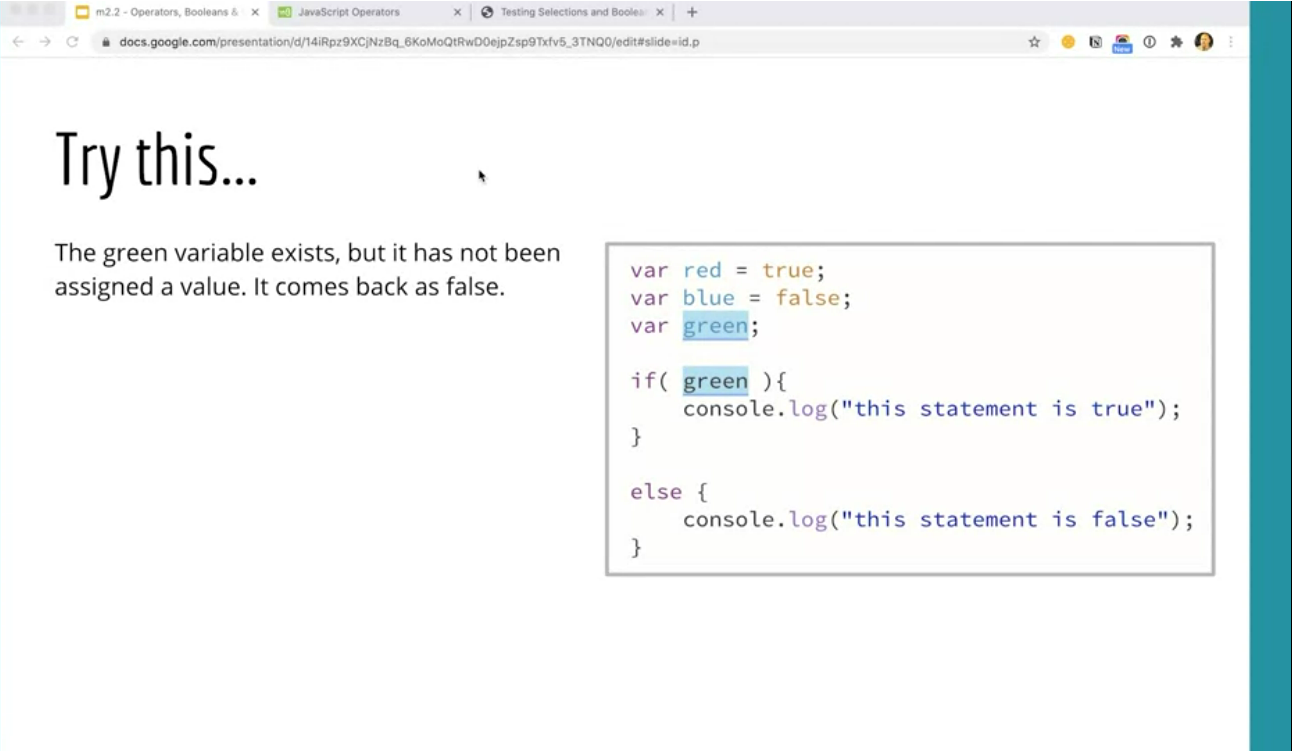 m2.2 - Operators, Booleans &
JavaScript Operators
Testing Selections and Boolea
docs.google.com/presentation/d/14iRpz9XCjNzBq_6KoMoQtRwD0ejpZsp9Txfv5_3TNQ0/edit#slide=id.p
New
Try this...
The green variable exists, but it has not been
assigned a value. It comes back as false.
var red = true;
var blue = false;
var green;
if( green ){
console.log("this statement is true");
}
else {
console.log("this statement is false");
}